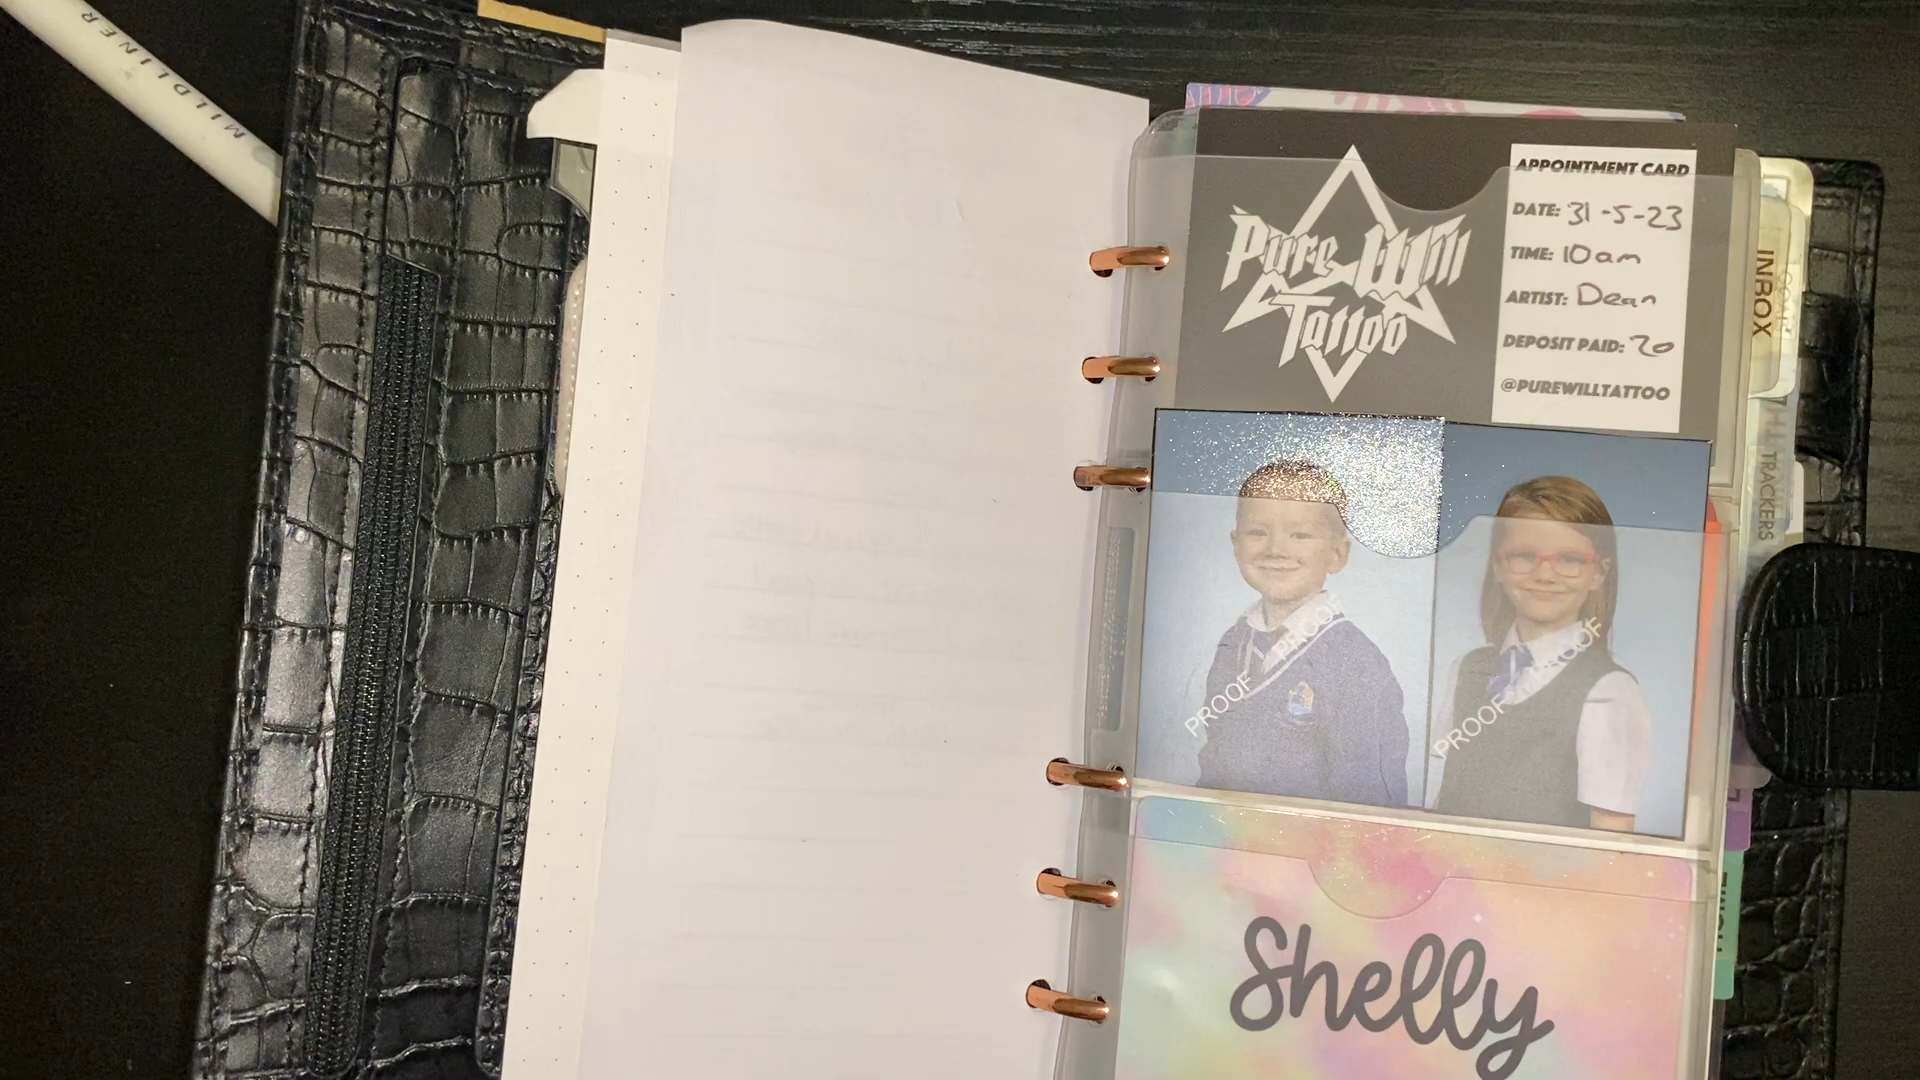 MILDLINER
Pure Will
Tattoo
APPOINTMENT CARD
DATE: 31-5-23
TIME: 10am
ARTIST: Dean
DEPOSIT PAID: 20
@PUREWILLTATTOO
INBOX
TRACKERS
PROOF PROOF
PROOF PROOF
HOME
Shelly